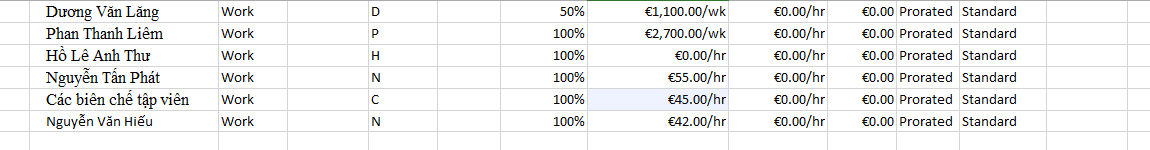 Dương Văn Lăng Work D 50% €1,100.00/wk €0.00/hr €0.00 Prorated Standard
Phan Thanh Liêm Work P 100% €2,700.00/wk €0.00/hr €0.00 Prorated Standard
Hồ Lê Anh Thư Work H 100% €0.00/hr €0.00/hr €0.00 Prorated Standard
Nguyễn Tấn Phát Work N 100% €55.00/hr €0.00/hr €0.00 Prorated Standard
Các biên chế tập viên Work C 100% €45.00/hr €0.00/hr €0.00 Prorated Standard
Nguyễn Văn Hiếu Work N 100% €42.00/hr €0.00/hr €0.00 Prorated Standard